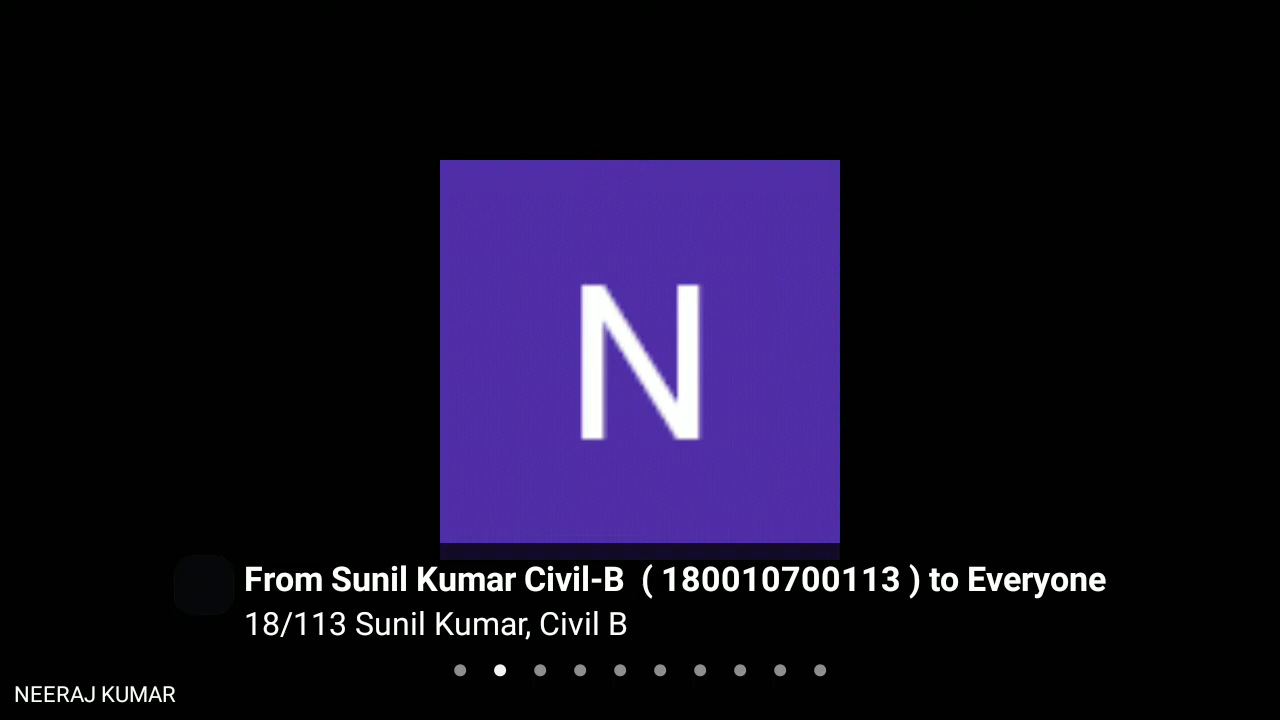 N
From Sunil Kumar Civil-B ( 180010700113 ) to Everyone
18/113 Sunil Kumar, Civil B
NEERAJ KUMAR